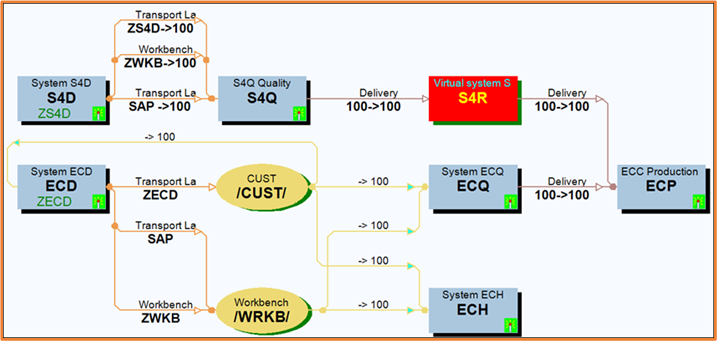 Transport La
ZS4D->100
Workbench
ZWKB->100
System S4D
S4D
ZS4D
Transport La
SAP ->100
S4Q Quality
S4Q
Delivery
100->100
Virtual system S
S4R
Delivery
100->100
-> 100
System ECD
ECD
ZECD
Transport La
ZECD
CUST
/CUST/
-> 100
System ECQ
ECQ
Delivery
100->100
ECC Production
ECP
Transport La
SAP
-> 100
-> 100
Workbench
ZWKB
Workbench
/WRKB/
-> 100
System ECH
ECH